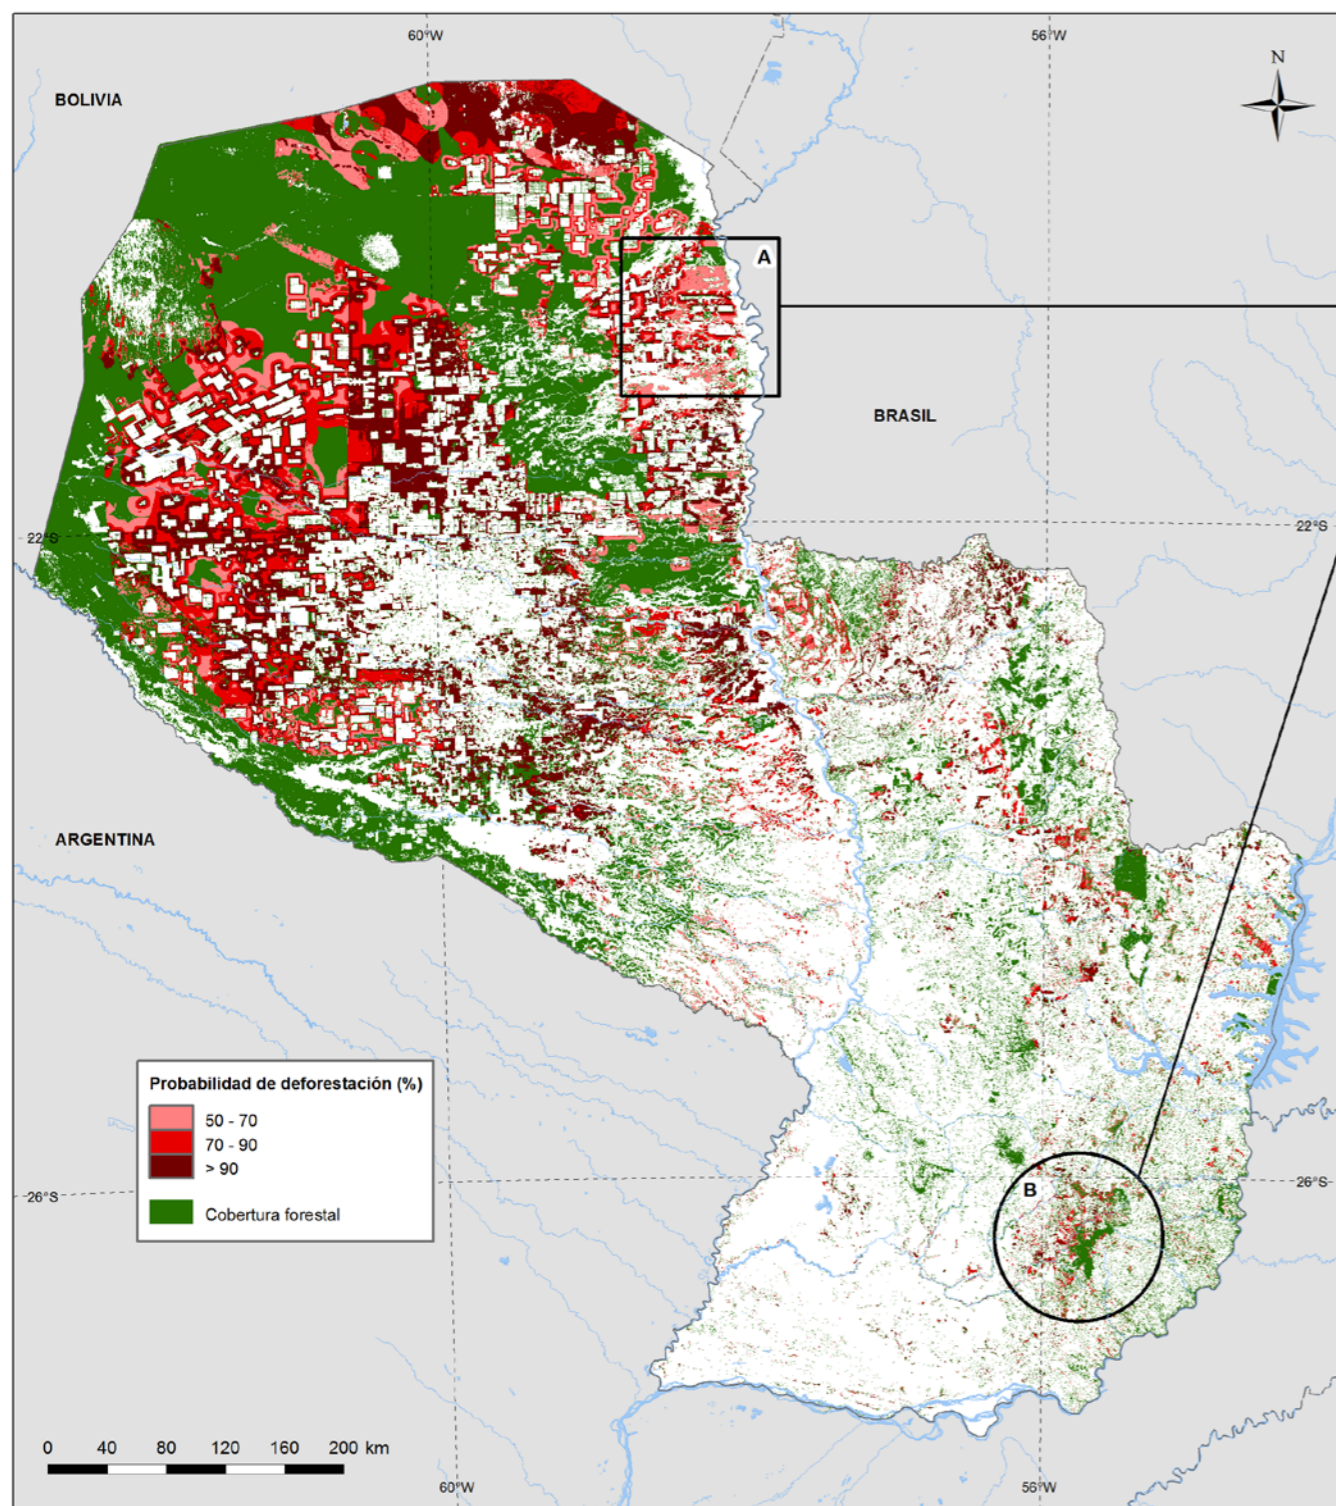 60°W
56°W
N
BOLIVIA
A
BRASIL
22°S
22°S
ARGENTINA
Probabilidad de deforestación (%)
50 - 70
70 - 90
> 90
Cobertura forestal
26°S
26°S
B
0 40 80 120 160 200 km
60°W
56°W